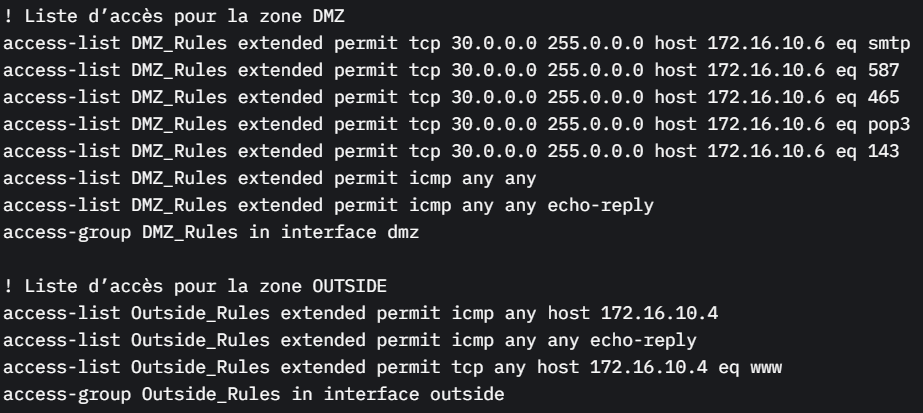 ! Liste d’accès pour la zone DMZ
access-list DMZ_Rules extended permit tcp 30.0.0.0 255.0.0.0 host 172.16.10.6 eq smtp
access-list DMZ_Rules extended permit tcp 30.0.0.0 255.0.0.0 host 172.16.10.6 eq 587
access-list DMZ_Rules extended permit tcp 30.0.0.0 255.0.0.0 host 172.16.10.6 eq 465
access-list DMZ_Rules extended permit tcp 30.0.0.0 255.0.0.0 host 172.16.10.6 eq pop3
access-list DMZ_Rules extended permit tcp 30.0.0.0 255.0.0.0 host 172.16.10.6 eq 143
access-list DMZ_Rules extended permit icmp any any
access-list DMZ_Rules extended permit icmp any any echo-reply
access-group DMZ_Rules in interface dmz

! Liste d’accès pour la zone OUTSIDE
access-list Outside_Rules extended permit icmp any host 172.16.10.4
access-list Outside_Rules extended permit icmp any any echo-reply
access-list Outside_Rules extended permit tcp any host 172.16.10.4 eq www
access-group Outside_Rules in interface outside